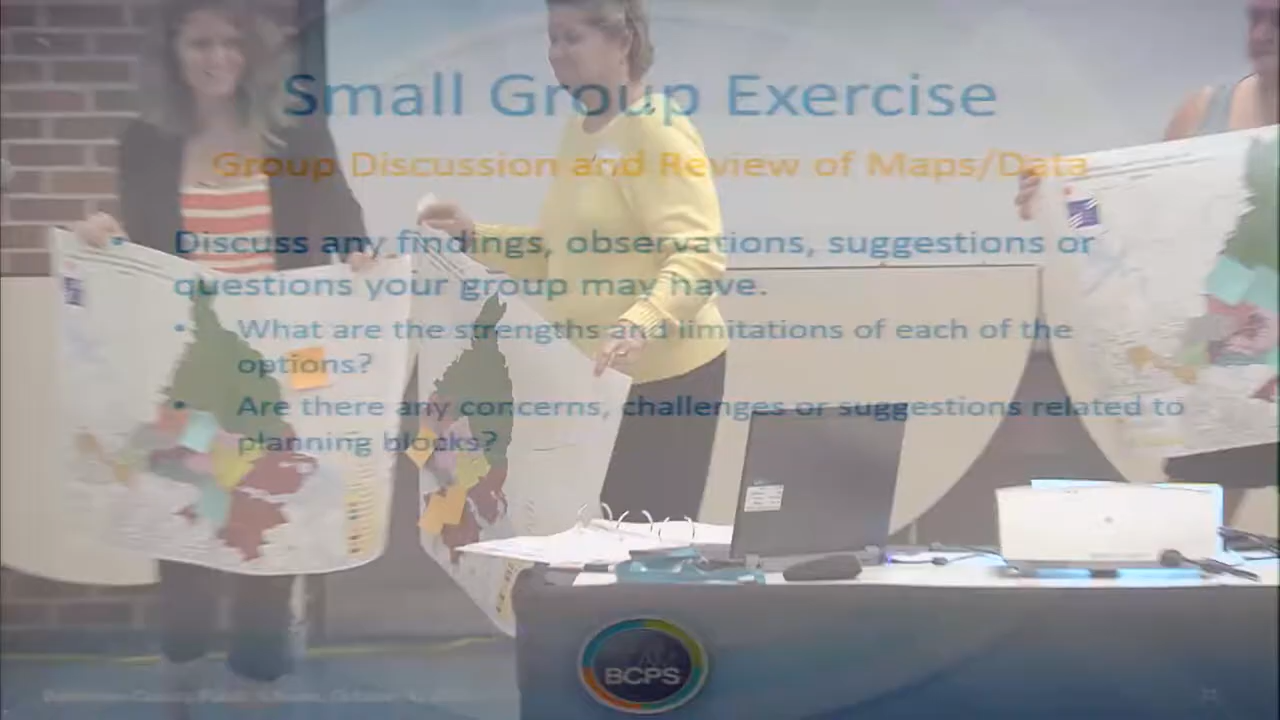 Small Group Exercise
Group Discussion and Review of Maps/Data
• Discuss any findings, observations, suggestions or
questions your group may have.
• What are the strengths and limitations of each of the
options?
• Are there any concerns, challenges or suggestions related to
planning blocks?
BCPS